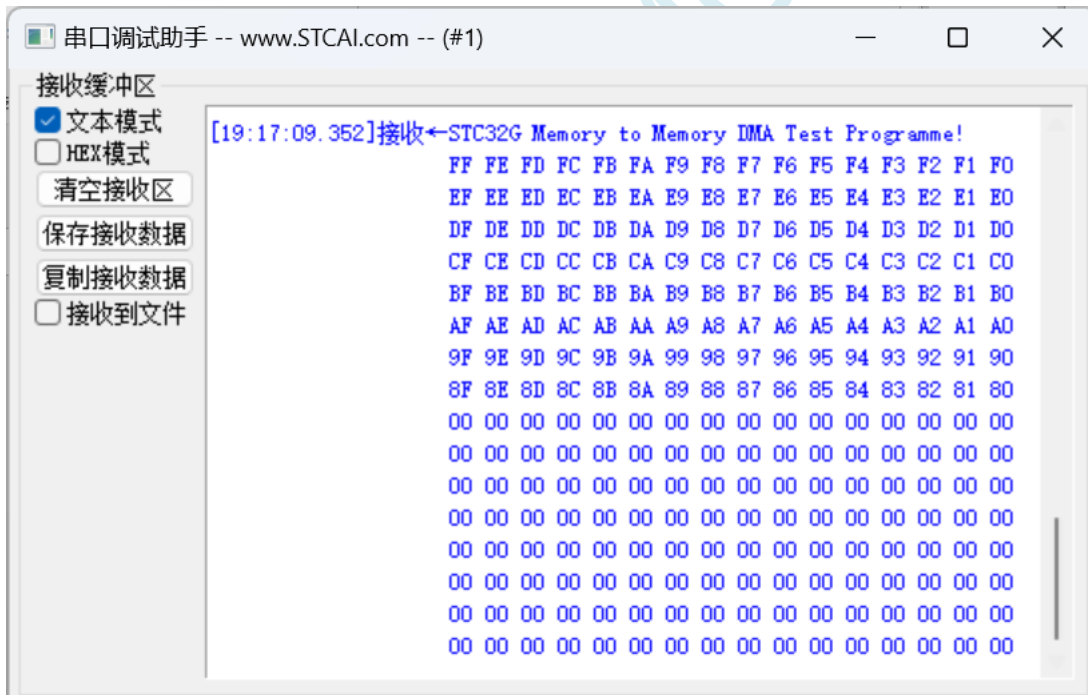 串口调试助手 -- www.STCAI.com -- (#1)
接收缓冲区
文本模式
HEX模式
清空接收区
保存接收数据
复制接收数据
接收到文件
[19:17:09.352]接收←STC32G Memory to Memory DMA Test Programme!
FF FE FD FC FB FA F9 F8 F7 F6 F5 F4 F3 F2 F1 F0
EF EE ED EC EB EA E9 E8 E7 E6 E5 E4 E3 E2 E1 E0
DF DE DD DC DB DA D9 D8 D7 D6 D5 D4 D3 D2 D1 D0
CF CE CD CC CB CA C9 C8 C7 C6 C5 C4 C3 C2 C1 C0
BF BE BD BC BB BA B9 B8 B7 B6 B5 B4 B3 B2 B1 B0
AF AE AD AC AB AA A9 A8 A7 A6 A5 A4 A3 A2 A1 A0
9F 9E 9D 9C 9B 9A 99 98 97 96 95 94 93 92 91 90
8F 8E 8D 8C 8B 8A 89 88 87 86 85 84 83 82 81 80
00 00 00 00 00 00 00 00 00 00 00 00 00 00 00 00
00 00 00 00 00 00 00 00 00 00 00 00 00 00 00 00
00 00 00 00 00 00 00 00 00 00 00 00 00 00 00 00
00 00 00 00 00 00 00 00 00 00 00 00 00 00 00 00
00 00 00 00 00 00 00 00 00 00 00 00 00 00 00 00
00 00 00 00 00 00 00 00 00 00 00 00 00 00 00 00
00 00 00 00 00 00 00 00 00 00 00 00 00 00 00 00
00 00 00 00 00 00 00 00 00 00 00 00 00 00 00 00